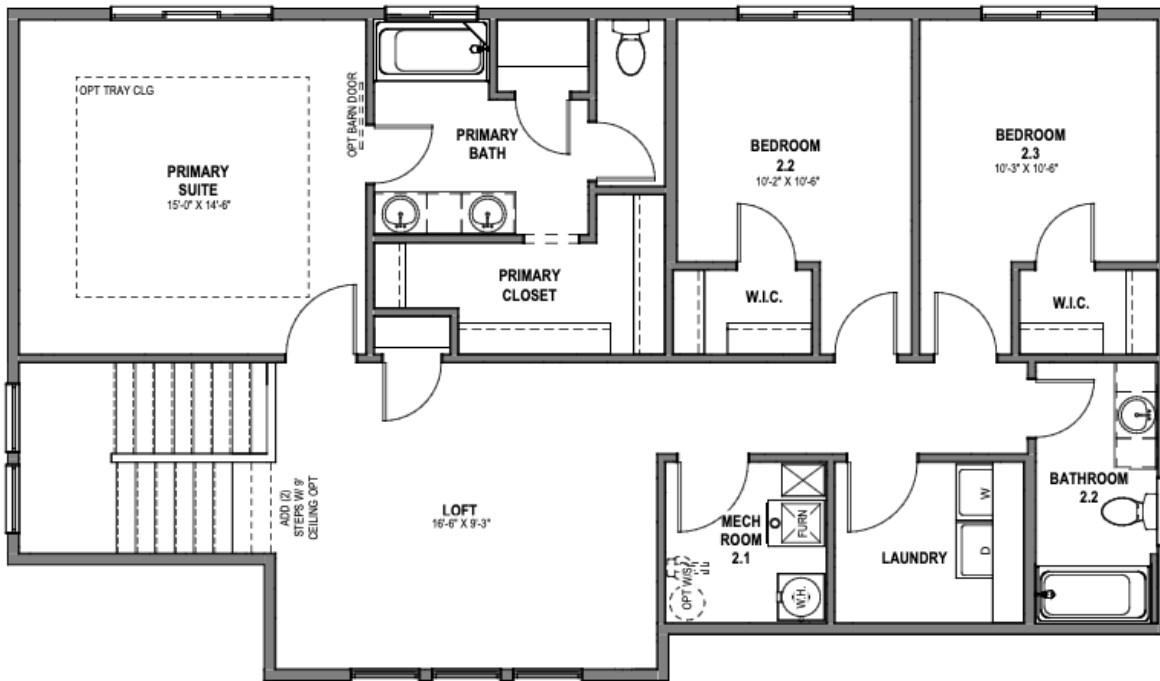 OPT TRAY CLG
PRIMARY
SUITE
15'-0" X 14'-6"
OPT BARN DOOR
PRIMARY
BATH
BEDROOM
2.2
10'-2" X 10'-6"
BEDROOM
2.3
10'-3" X 10'-6"
PRIMARY
CLOSET
W.I.C.
W.I.C.
ADD (2)
STEPS W/ 9'
CEILING OPT
LOFT
16'-6" X 9'-3"
MECH
ROOM
2.1
FURN
OPT W/S
W.H.
LAUNDRY
W
D
BATHROOM
2.2